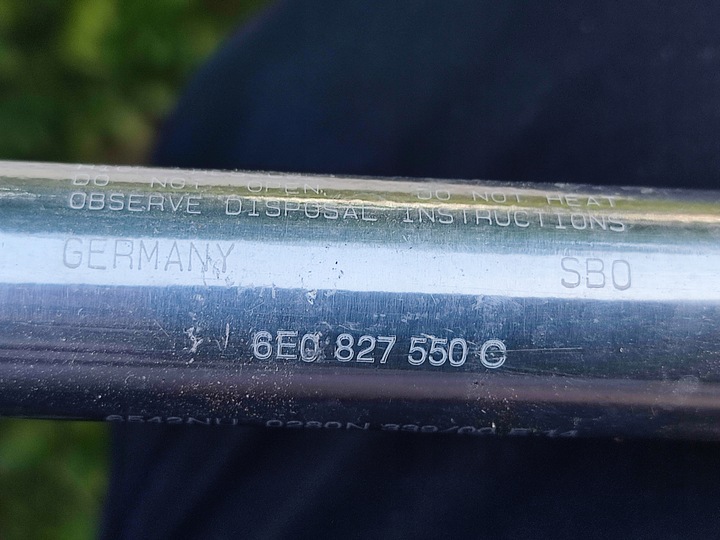 DO NOT OPEN. DO NOT HEAT
OBSERVE DISPOSAL INSTRUCTIONS
GERMANY SBO
6E0 827 550 C